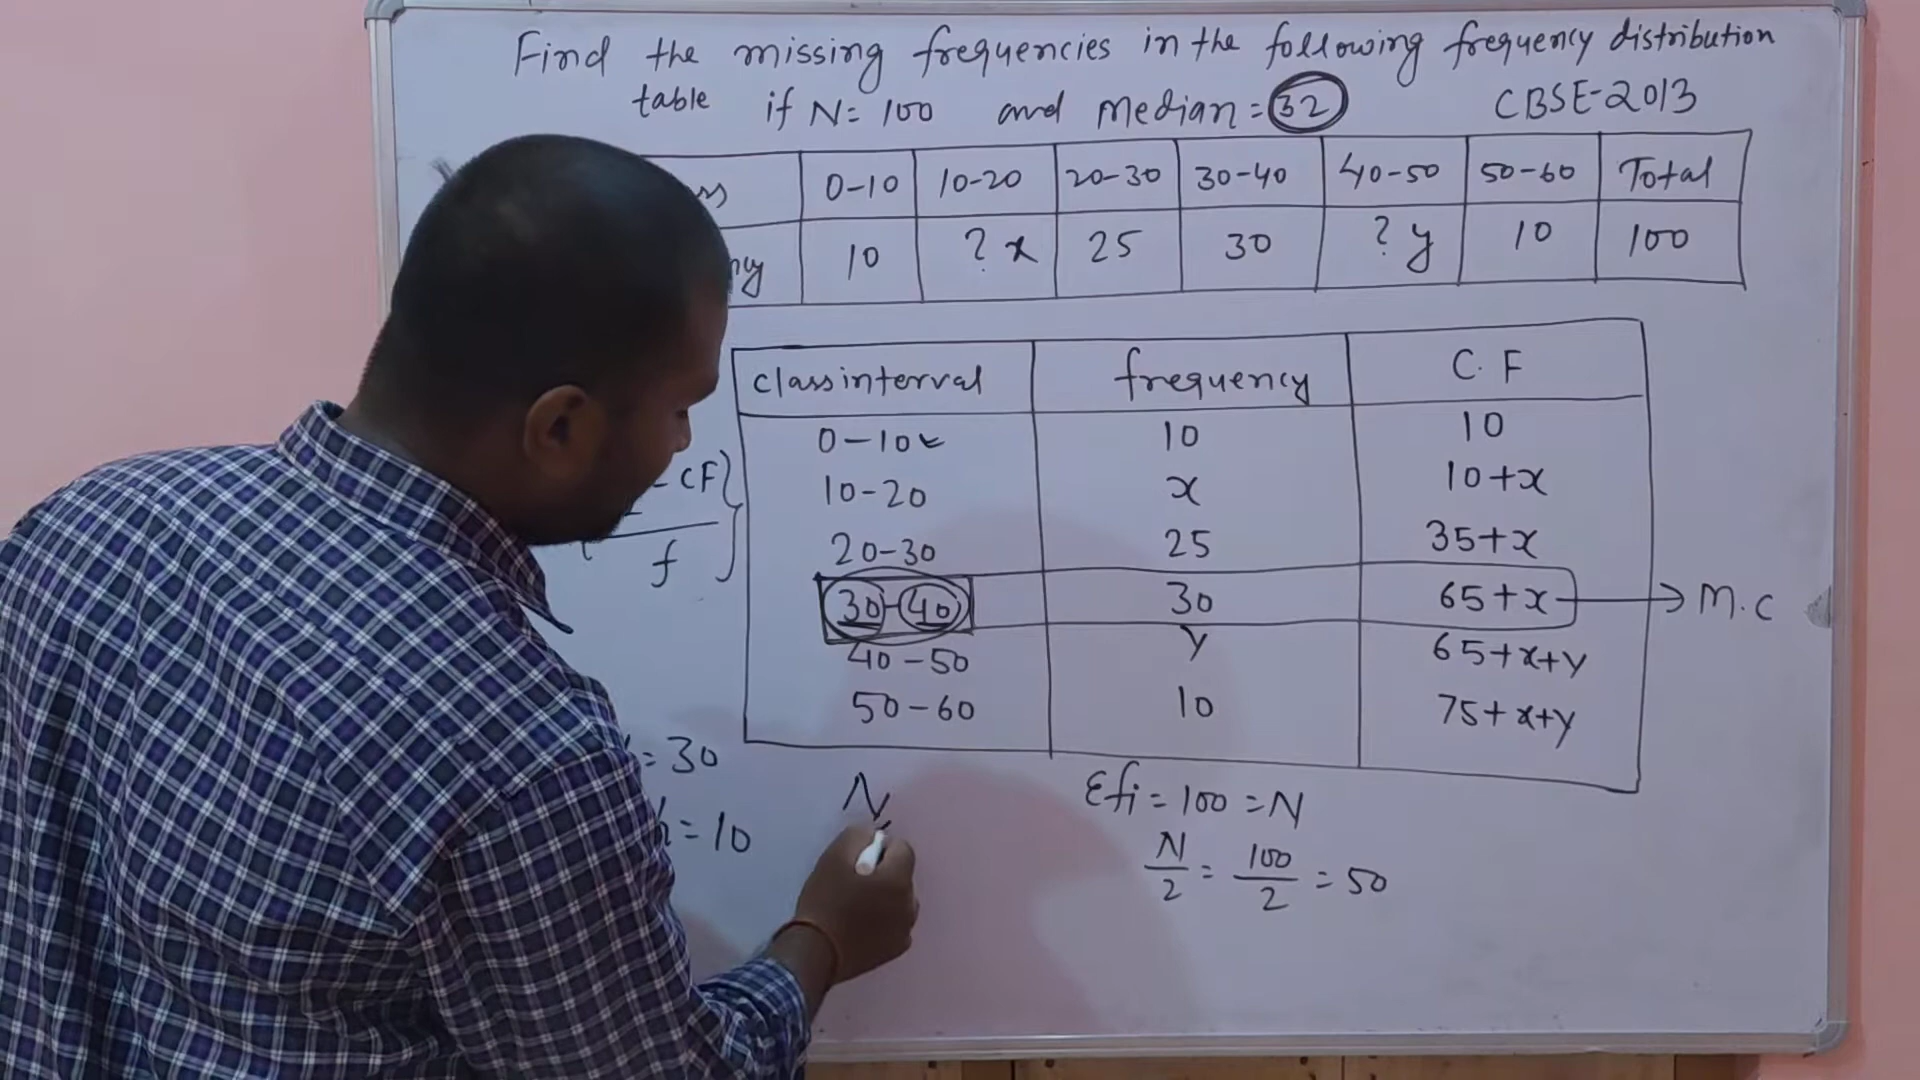 Find the missing frequencies in the following frequency distribution
table if N= 100 and Median = 32 CBSE-2013
0-10 10-20 20-30 30-40 40-50 50-60 Total
10 ? x 25 30 ? y 10 100
class interval frequency C.F
0-10 10 10
10-20 x 10+x
20-30 25 35+x
30-40 30 65+x → M.C
40-50 y 65+x+y
50-60 10 75+x+y
- CF}
f
= 30
h = 10
N
Σfi = 100 = N
N/2 = 100/2 = 50